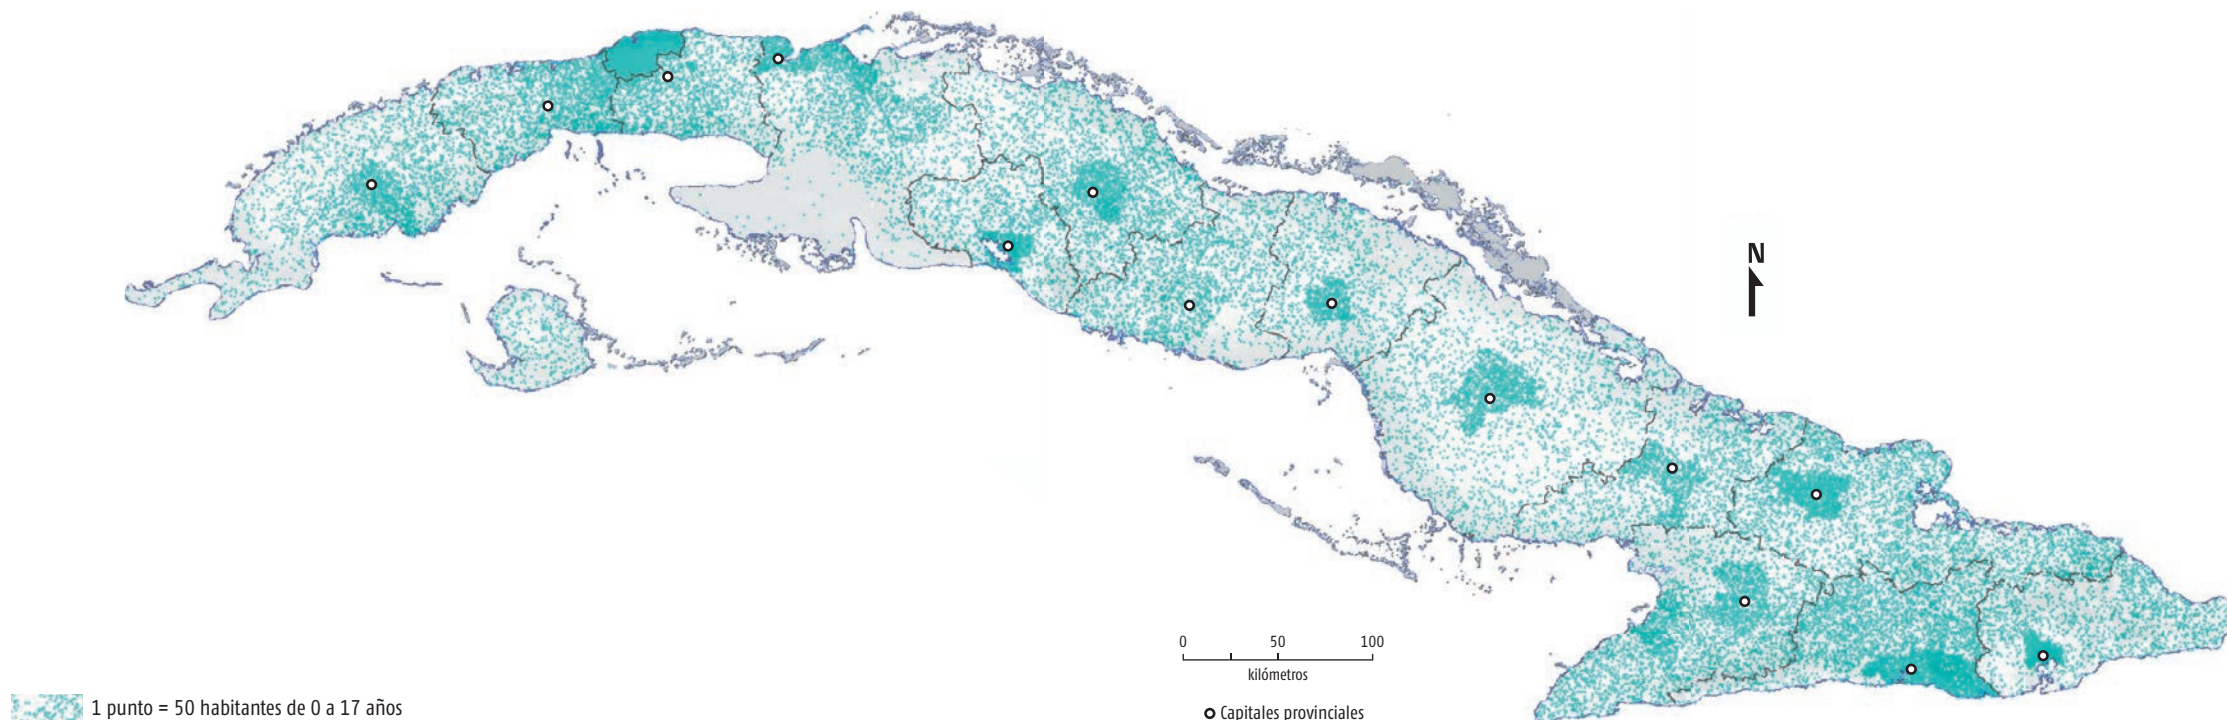 N
0 50 100
kilómetros
1 punto = 50 habitantes de 0 a 17 años
Capitales provinciales